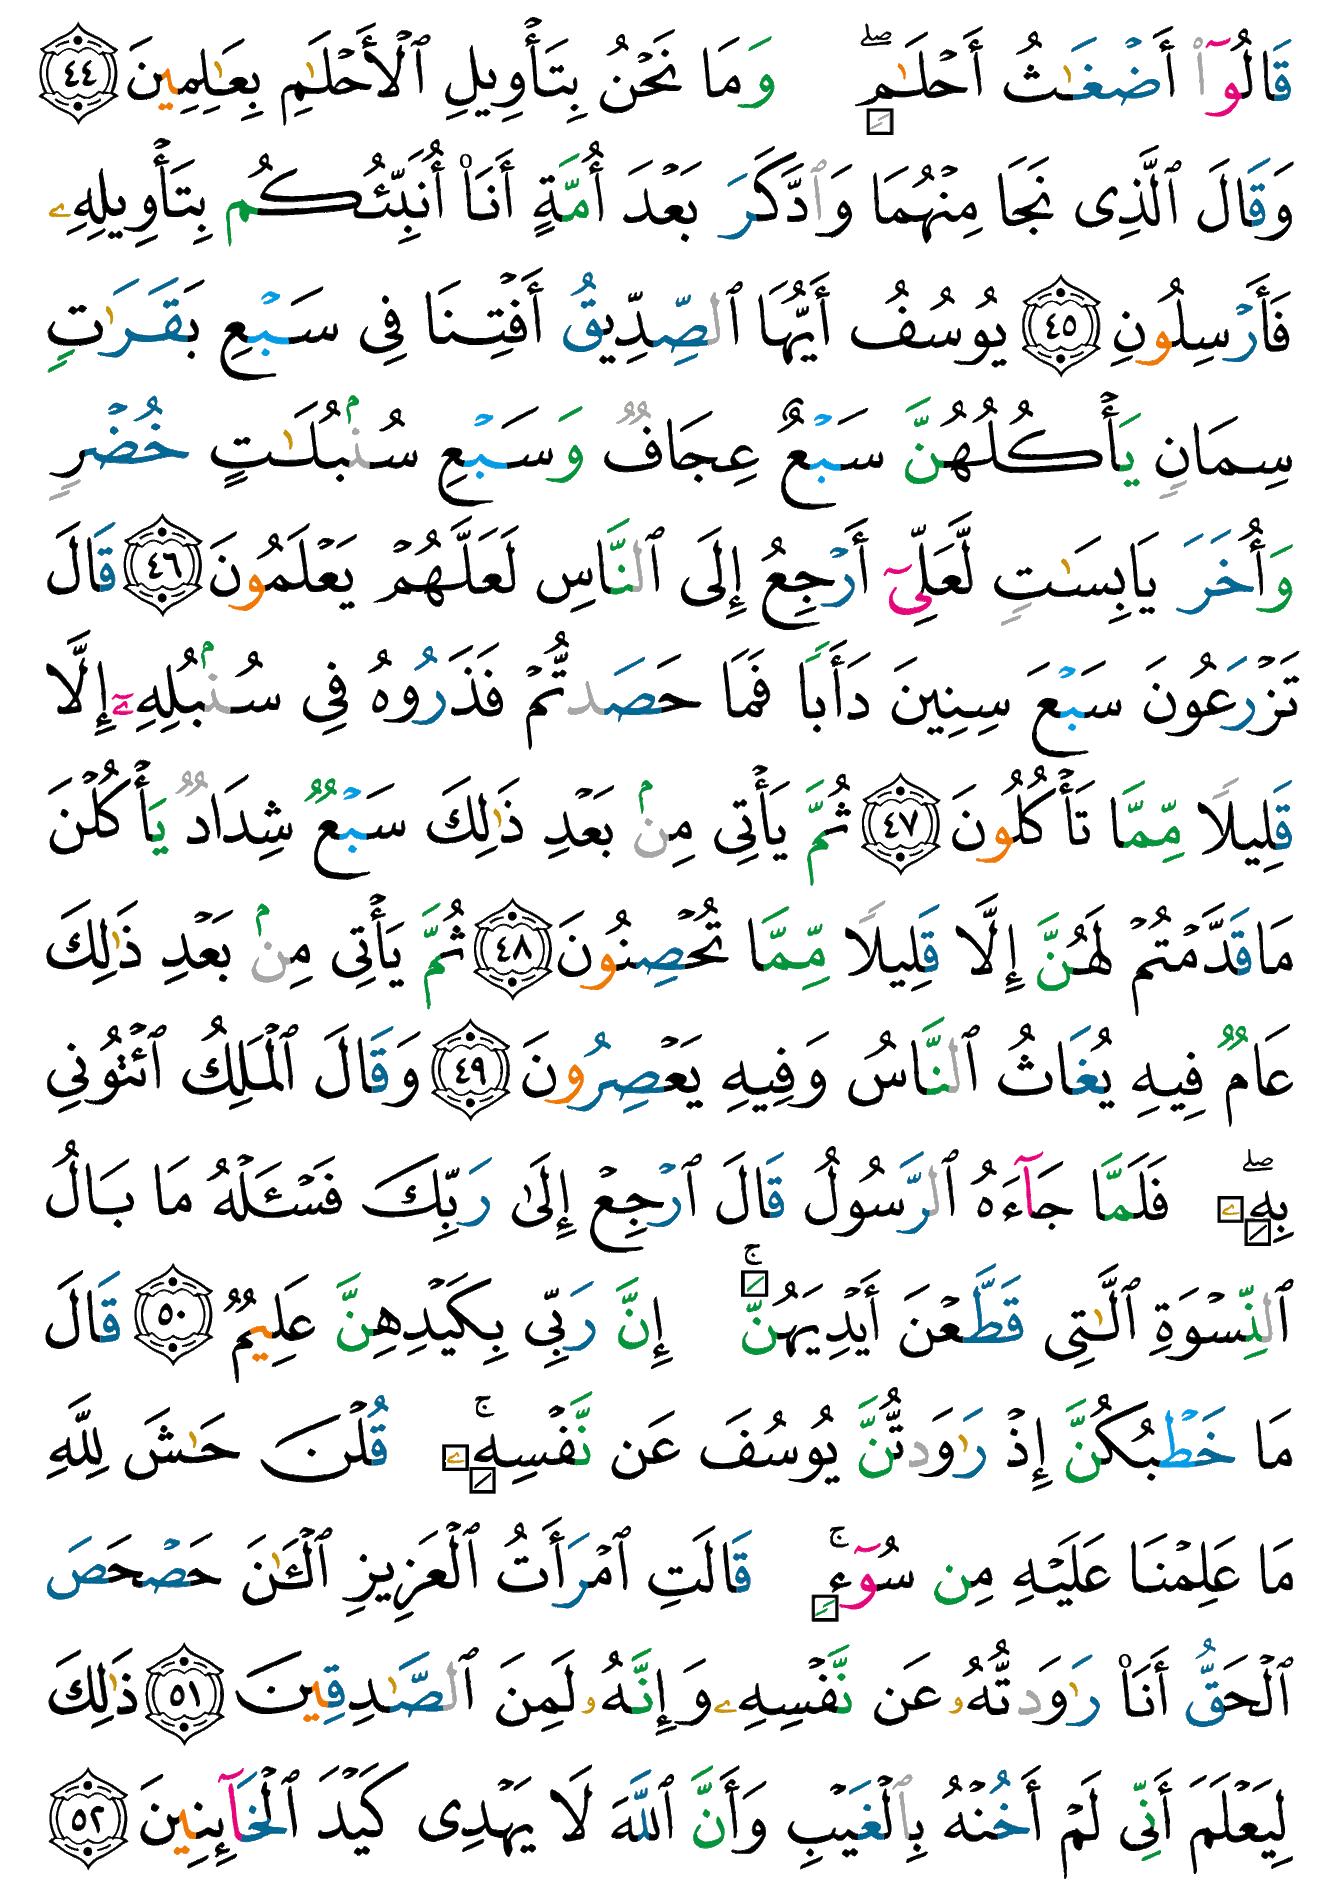 قَالُوٓا۟ أَضْغَٰثُ أَحْلَٰمٍ ۖ وَمَا نَحْنُ بِتَأْوِيلِ ٱلْأَحْلَٰمِ بِعَٰلِمِينَ ٤٤
وَقَالَ ٱلَّذِى نَجَا مِنْهُمَا وَٱدَّكَرَ بَعْدَ أُمَّةٍ أَنَا۠ أُنَبِّئُكُم بِتَأْوِيلِهِۦ
فَأَرْسِلُونِ ٤٥ يُوسُفُ أَيُّهَا ٱلصِّدِّيقُ أَفْتِنَا فِى سَبْعِ بَقَرَٰتٍ
سِمَانٍ يَأْكُلُهُنَّ سَبْعٌ عِجَافٌ وَسَبْعِ سُنۢبُلَٰتٍ خُضْرٍ
وَأُخَرَ يَابِسَٰتٍ لَّعَلِّىٓ أَرْجِعُ إِلَى ٱلنَّاسِ لَعَلَّهُمْ يَعْلَمُونَ ٤٦ قَالَ
تَزْرَعُونَ سَبْعَ سِنِينَ دَأَبًا فَمَا حَصَدتُّمْ فَذَرُوهُ فِى سُنۢبُلِهِۦٓ إِلَّا
قَلِيلًا مِّمَّا تَأْكُلُونَ ٤٧ ثُمَّ يَأْتِى مِنۢ بَعْدِ ذَٰلِكَ سَبْعٌ شِدَادٌ يَأْكُلْنَ
مَا قَدَّمْتُمْ لَهُنَّ إِلَّا قَلِيلًا مِّمَّا تُحْصِنُونَ ٤٨ ثُمَّ يَأْتِى مِنۢ بَعْدِ ذَٰلِكَ
عَامٌ فِيهِ يُغَاثُ ٱلنَّاسُ وَفِيهِ يَعْصِرُونَ ٤٩ وَقَالَ ٱلْمَلِكُ ٱئْتُونِى
بِهِۦ ۖ فَلَمَّا جَآءَهُ ٱلرَّسُولُ قَالَ ٱرْجِعْ إِلَىٰ رَبِّكَ فَسْـَٔلْهُ مَا بَالُ
ٱلنِّسْوَةِ ٱلَّٰتِى قَطَّعْنَ أَيْدِيَهُنَّ ۚ إِنَّ رَبِّى بِكَيْدِهِنَّ عَلِيمٌ ٥٠ قَالَ
مَا خَطْبُكُنَّ إِذْ رَٰوَدتُّنَّ يُوسُفَ عَن نَّفْسِهِۦ ۚ قُلْنَ حَٰشَ لِلَّهِ
مَا عَلِمْنَا عَلَيْهِ مِن سُوٓءٍ ۚ قَالَتِ ٱمْرَأَتُ ٱلْعَزِيزِ ٱلْـَٰٔنَ حَصْحَصَ
ٱلْحَقُّ أَنَا۠ رَٰوَدتُّهُۥ عَن نَّفْسِهِۦ وَإِنَّهُۥ لَمِنَ ٱلصَّٰدِقِينَ ٥١ ذَٰلِكَ
لِيَعْلَمَ أَنِّى لَمْ أَخُنْهُ بِٱلْغَيْبِ وَأَنَّ ٱللَّهَ لَا يَهْدِى كَيْدَ ٱلْخَآئِنِينَ ٥٢